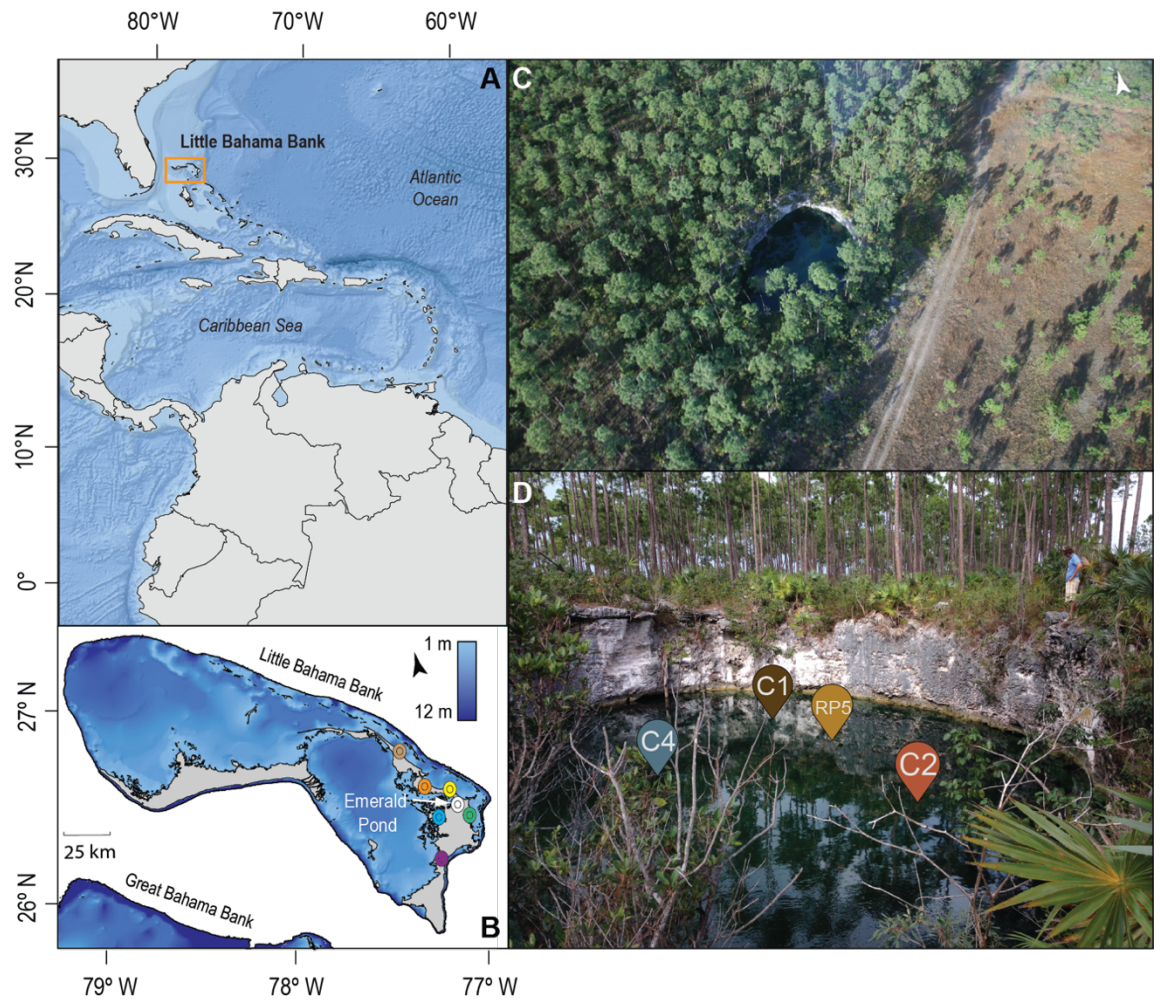 80°W
70°W
60°W
A
C
30°N
Little Bahama Bank
Atlantic
Ocean
20°N
Caribbean Sea
10°N
0°
D
C1
RP5
C4
C2
1 m
12 m
27° N
Little Bahama Bank
Emerald
Pond
25 km
26° N
Great Bahama Bank
B
79° W
78° W
77° W